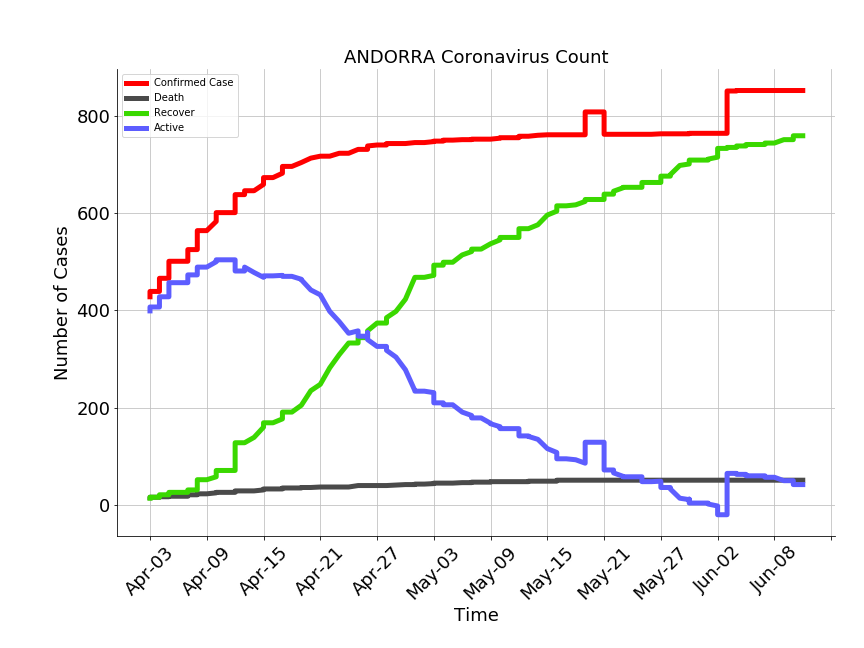 ANDORRA Coronavirus Count
Confirmed Case
Death
Recover
Active
Number of Cases
800
600
400
200
0
Apr-03
Apr-09
Apr-15
Apr-21
Apr-27
May-03
May-09
May-15
May-21
May-27
Jun-02
Jun-08
Time